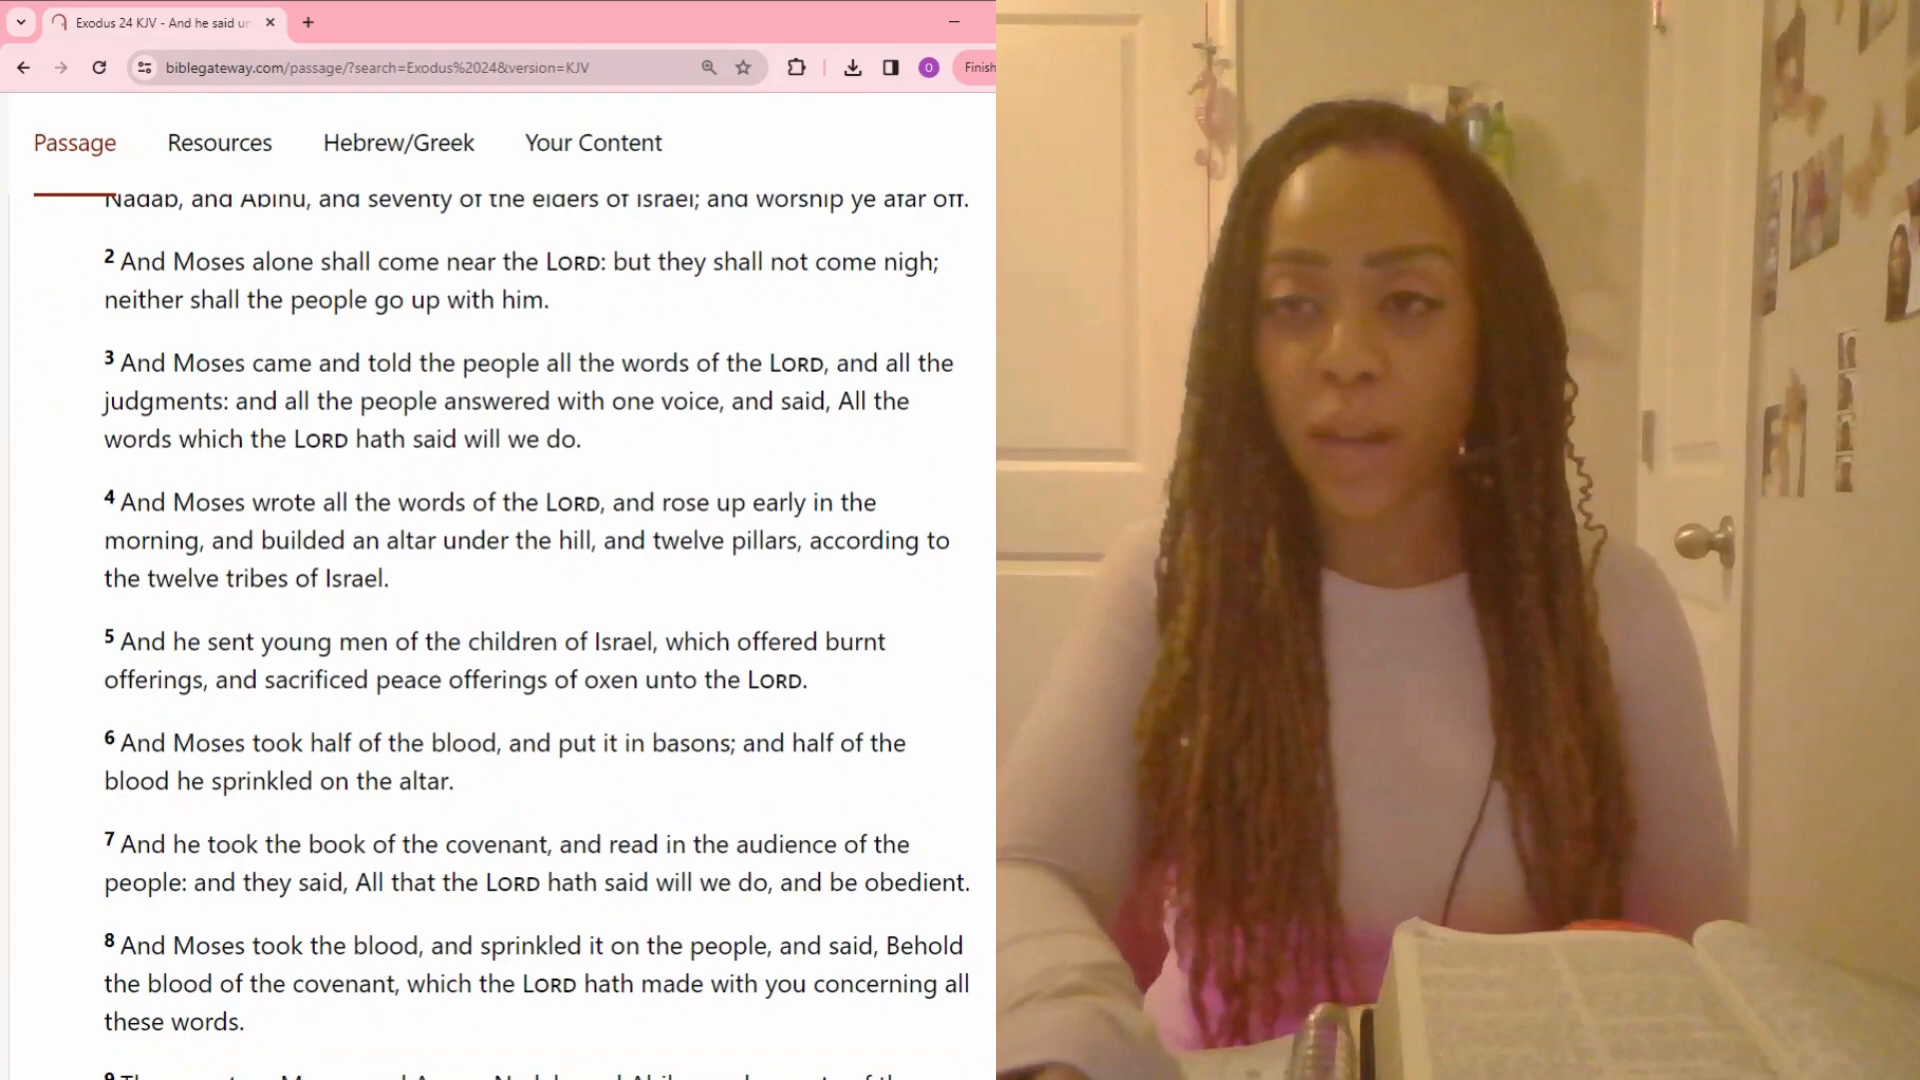 Exodus 24 KJV - And he said un
biblegateway.com/passage/?search=Exodus%2024&version=KJV
O
Finish
Passage
Resources
Hebrew/Greek
Your Content
Nadab, and Abihu, and seventy of the elders of Israel; and worship ye afar off.
2 And Moses alone shall come near the LORD: but they shall not come nigh;
neither shall the people go up with him.
3 And Moses came and told the people all the words of the LORD, and all the
judgments: and all the people answered with one voice, and said, All the
words which the LORD hath said will we do.
4 And Moses wrote all the words of the LORD, and rose up early in the
morning, and builded an altar under the hill, and twelve pillars, according to
the twelve tribes of Israel.
5 And he sent young men of the children of Israel, which offered burnt
offerings, and sacrificed peace offerings of oxen unto the LORD.
6 And Moses took half of the blood, and put it in basons; and half of the
blood he sprinkled on the altar.
7 And he took the book of the covenant, and read in the audience of the
people: and they said, All that the LORD hath said will we do, and be obedient.
8 And Moses took the blood, and sprinkled it on the people, and said, Behold
the blood of the covenant, which the LORD hath made with you concerning all
these words.